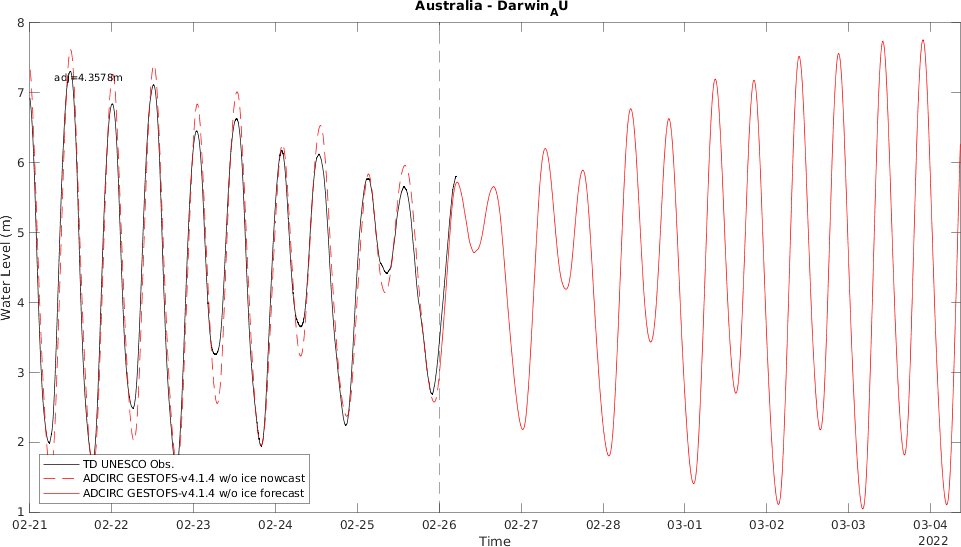 Australia - Darwin_AU
8
adj=4.3578m
7
6
5
4
3
2
1
Water Level (m)
TD UNESCO Obs.
ADCIRC GESTOFS-v4.1.4 w/o ice nowcast
ADCIRC GESTOFS-v4.1.4 w/o ice forecast
02-21 02-22 02-23 02-24 02-25 02-26 02-27 02-28 03-01 03-02 03-03 03-04
Time
2022